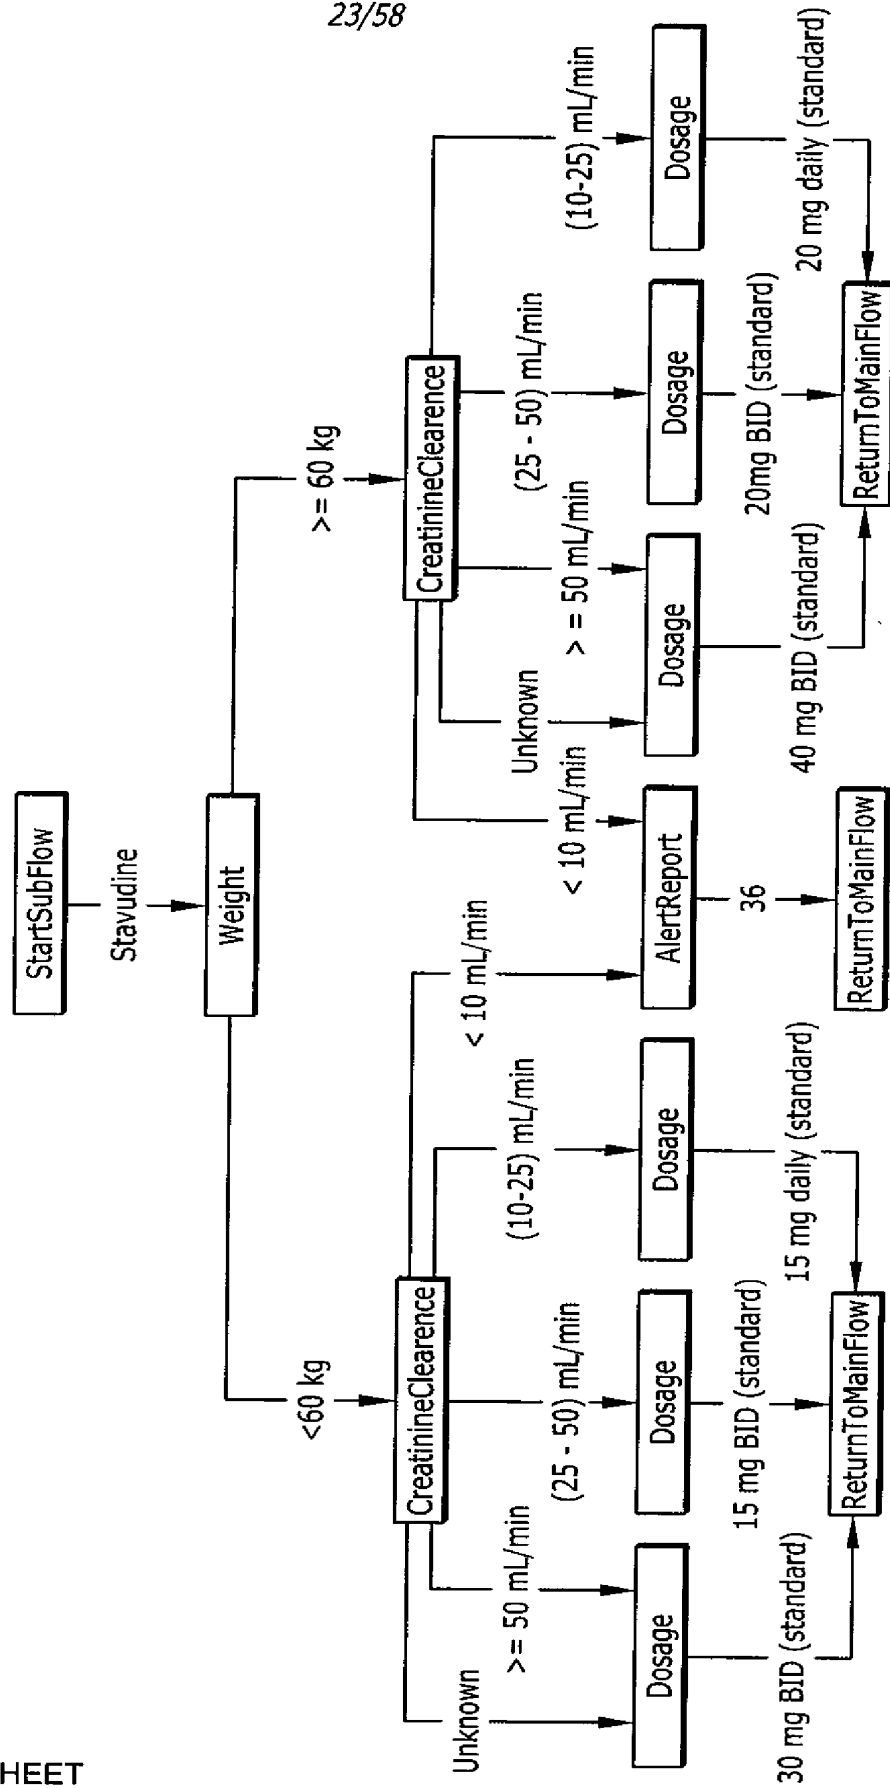 23/58
HEET
StartSubFlow
Stavudine
Weight
<60 kg
>= 60 kg
CreatinineClearence
CreatinineClearence
Unknown
>= 50 mL/min
(25 - 50) mL/min
(10-25) mL/min
< 10 mL/min
< 10 mL/min
Unknown
> = 50 mL/min
(25 - 50) mL/min
(10-25) mL/min
Dosage
Dosage
Dosage
AlertReport
Dosage
Dosage
Dosage
30 mg BID (standard)
15 mg BID (standard)
15 mg daily (standard)
36
40 mg BID (standard)
20mg BID (standard)
20 mg daily (standard)
ReturnToMainFlow
ReturnToMainFlow
ReturnToMainFlow